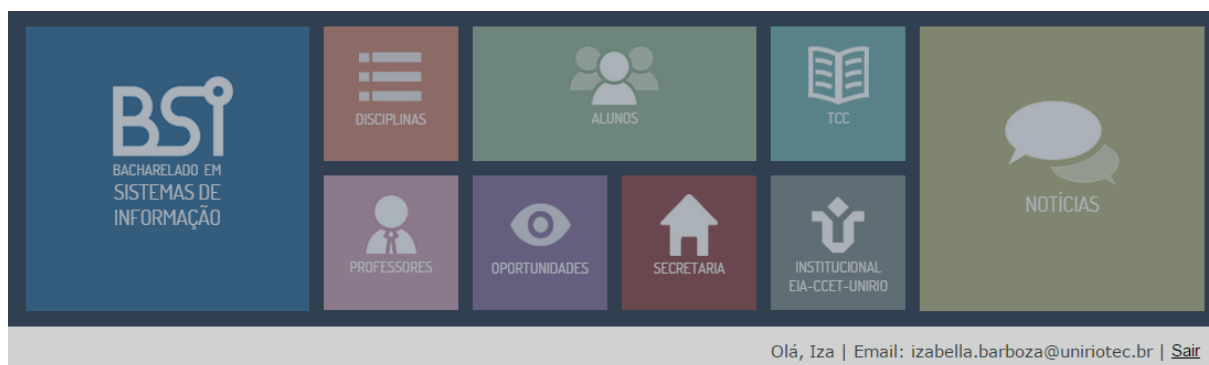 BSI
BACHARELADO EM
SISTEMAS DE
INFORMAÇÃO
DISCIPLINAS
ALUNOS
TCC
NOTÍCIAS
PROFESSORES
OPORTUNIDADES
SECRETARIA
INSTITUCIONAL
EIA-CCET-UNIRIO
Olá, Iza | Email: izabella.barboza@uniriotec.br | Sair